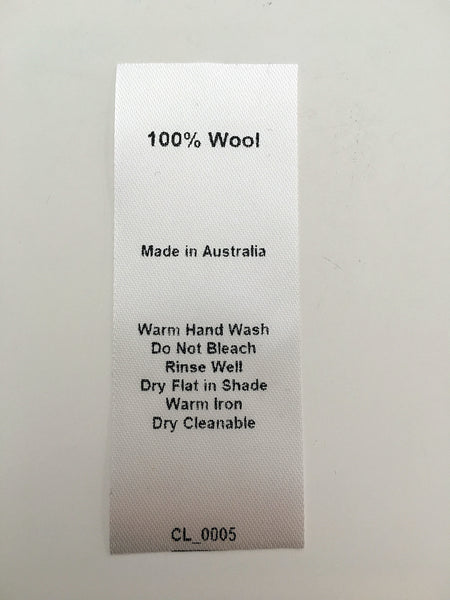 100% Wool
Made in Australia
Warm Hand Wash
Do Not Bleach
Rinse Well
Dry Flat in Shade
Warm Iron
Dry Cleanable
CL_0005